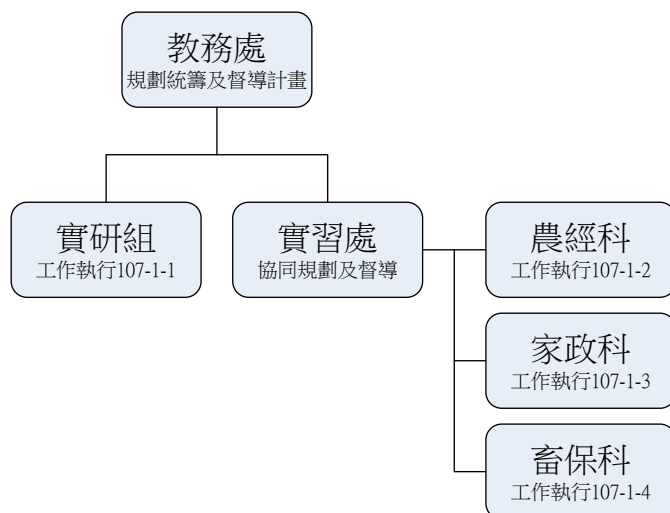 教務處
規劃統籌及督導計畫
實研組
工作執行107-1-1
實習處
協同規劃及督導
農經科
工作執行107-1-2
家政科
工作執行107-1-3
畜保科
工作執行107-1-4